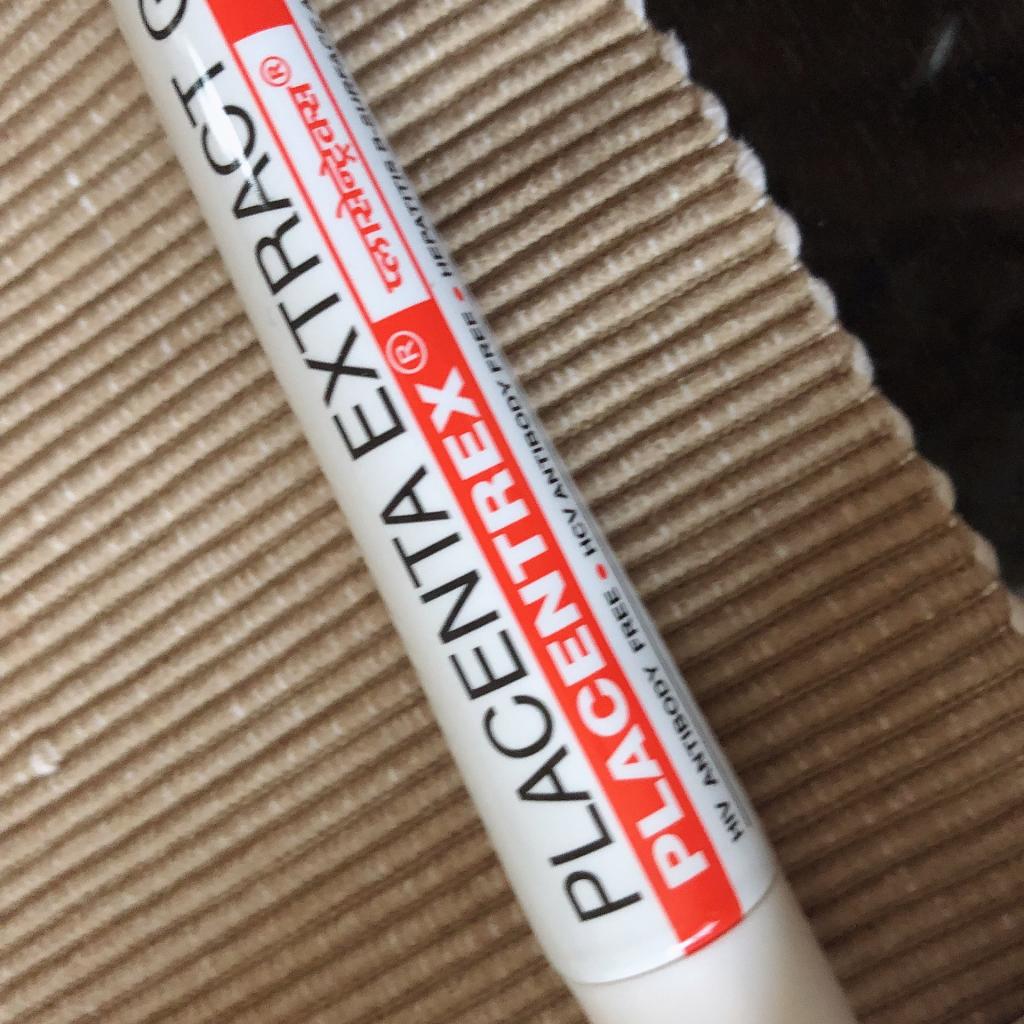 PLACENTA EXTRACT G
PLACENTREX®
प्लासेन्ट्रेक्स®
HIV ANTIBODY FREE • HCV ANTIBODY FREE • HEPATITIS B SURFACE